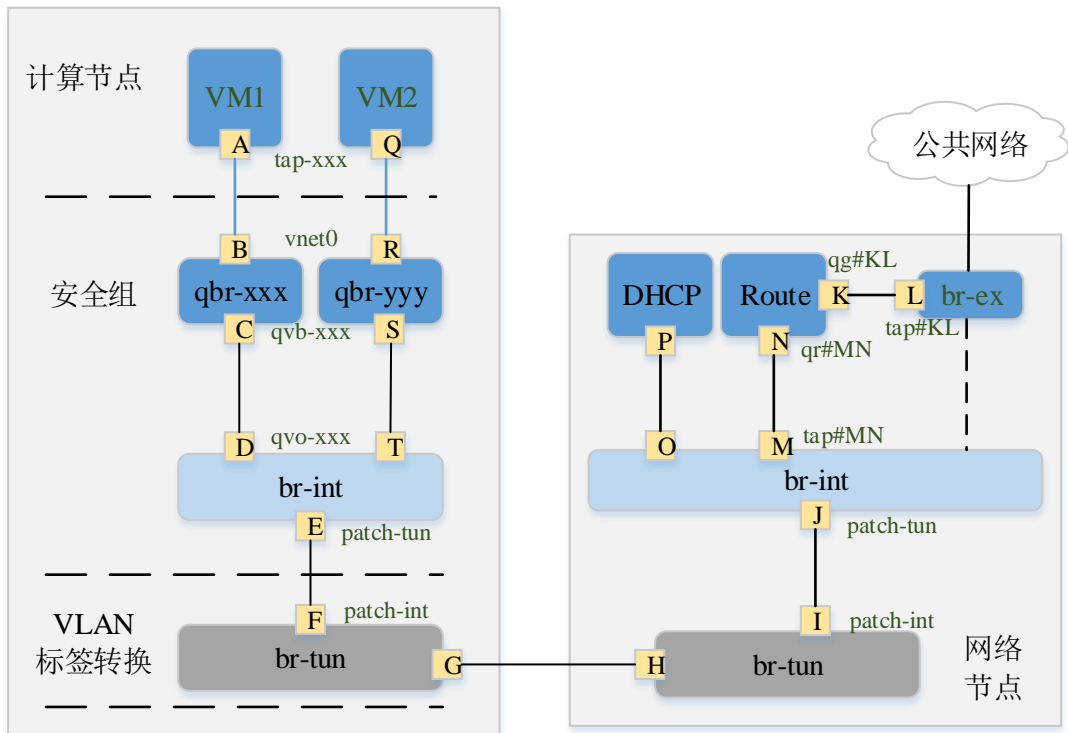 计算节点
VM1
VM2
A
Q
tap-xxx
公共网络
vnet0
B
R
安全组
qbr-xxx
qbr-yyy
C
qvb-xxx
S
DHCP
Route
qg#KL
K
L
br-ex
tap#KL
P
N
qr#MN
D
qvo-xxx
T
O
M
tap#MN
br-int
br-int
E
patch-tun
J
patch-tun
VLAN
标签转换
F
patch-int
I
patch-int
br-tun
G
H
br-tun
网络
节点